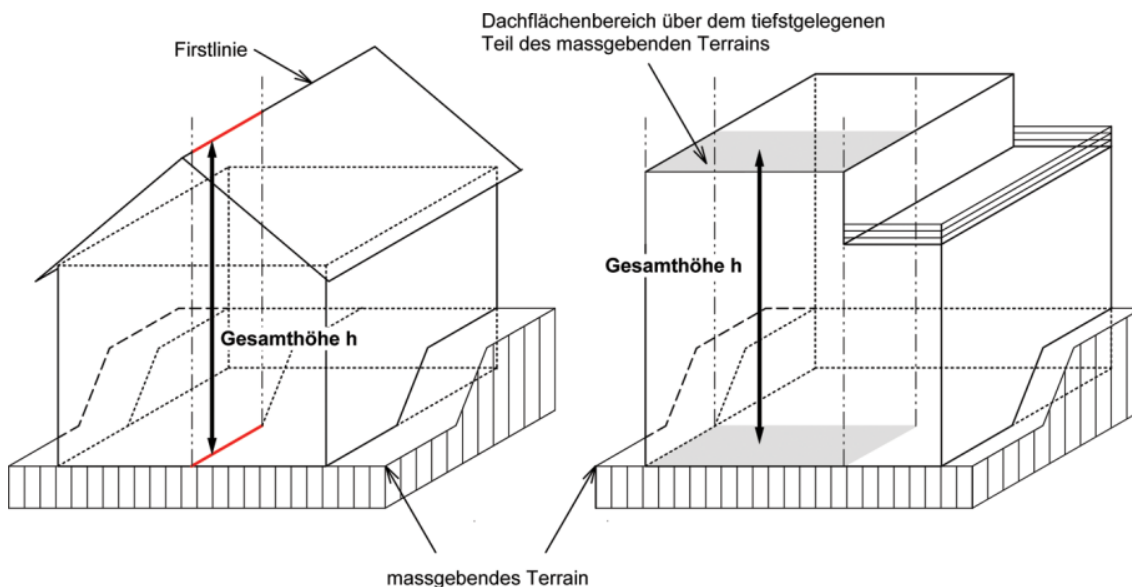 Firstlinie
Dachflächenbereich über dem tiefstgelegenen
Teil des massgebenden Terrains
Gesamthöhe h
Gesamthöhe h
massgebendes Terrain